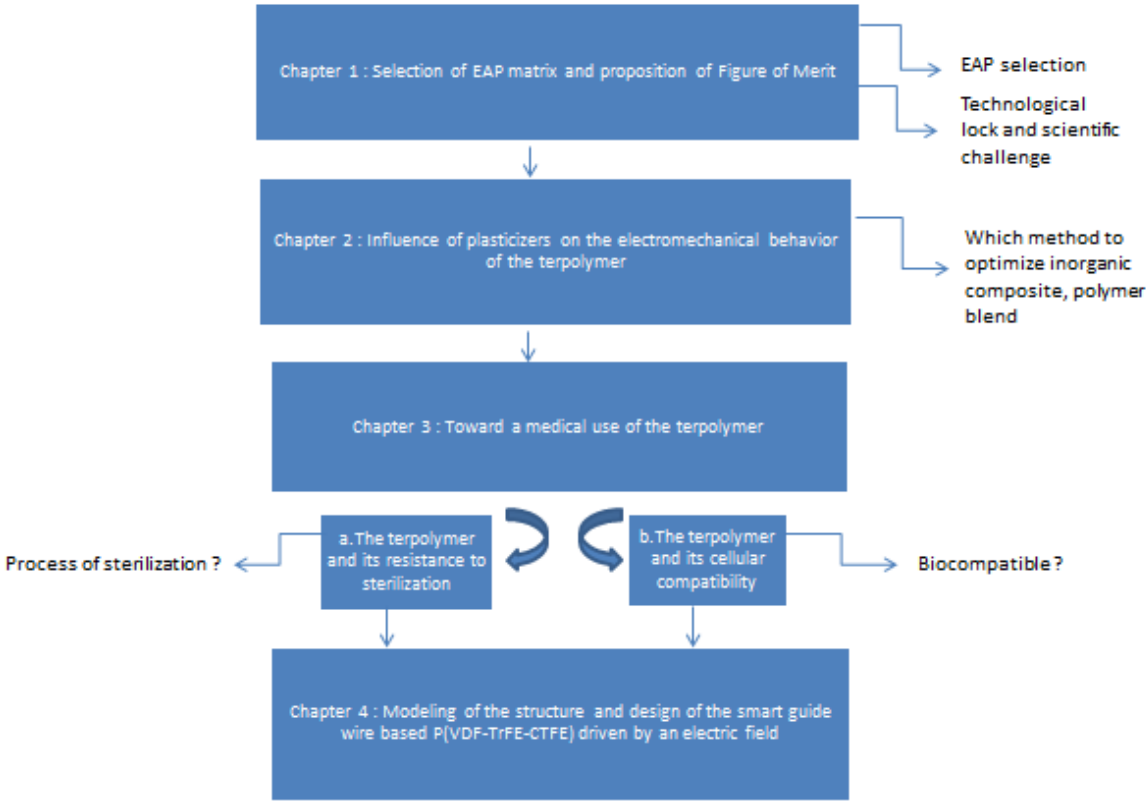 Chapter 1 : Selection of EAP matrix and proposition of Figure of Merit
EAP selection
Technological
lock and scientific
challenge
Chapter 2 : Influence of plasticizers on the electromechanical behavior
of the terpolymer
Which method to
optimize inorganic
composite, polymer
blend
Chapter 3 : Toward a medical use of the terpolymer
Process of sterilization ?
a.The terpolymer
and its resistance to
sterilization
b.The terpolymer
and its cellular
compatibility
Biocompatible ?
Chapter 4 : Modeling of the structure and design of the smart guide
wire based P(VDF-TrFE-CTFE) driven by an electric field